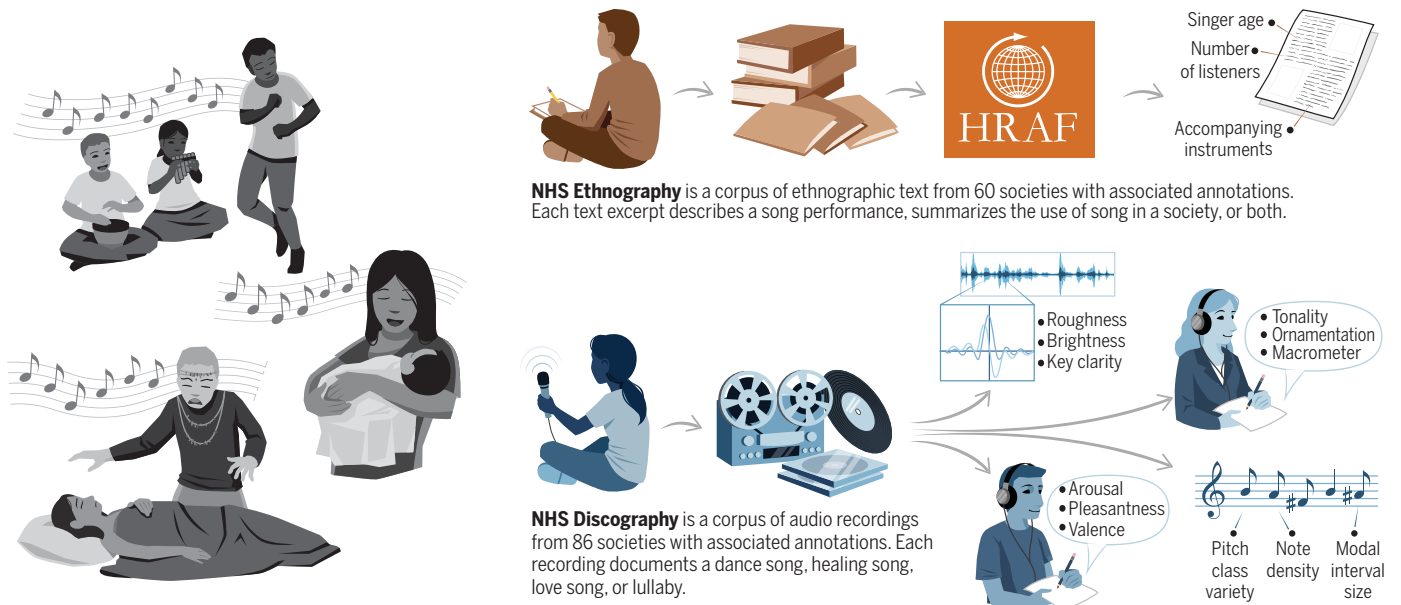 HRAF
Singer age
Number
of listeners
Accompanying
instruments
NHS Ethnography is a corpus of ethnographic text from 60 societies with associated annotations.
Each text excerpt describes a song performance, summarizes the use of song in a society, or both.
Roughness
Brightness
Key clarity
Tonality
Ornamentation
Macrometer
NHS Discography is a corpus of audio recordings
from 86 societies with associated annotations. Each
recording documents a dance song, healing song,
love song, or lullaby.
Arousal
Pleasantness
Valence
Pitch
class
variety
Note
density
Modal
interval
size